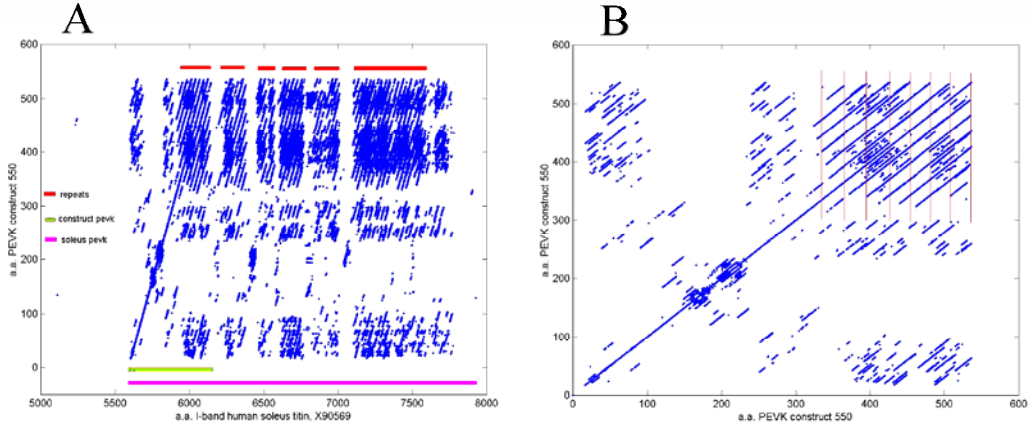 A
B
600
500
400
300
200
100
0
a.a. PEVK construct 550
repeats
construct pevk
soleus pevk
5000 5500 6000 6500 7000 7500 8000
a.a. I-band human soleus titin, X90569
600
500
400
300
200
100
0
a.a. PEVK construct 550
0 100 200 300 400 500 600
a.a. PEVK construct 550